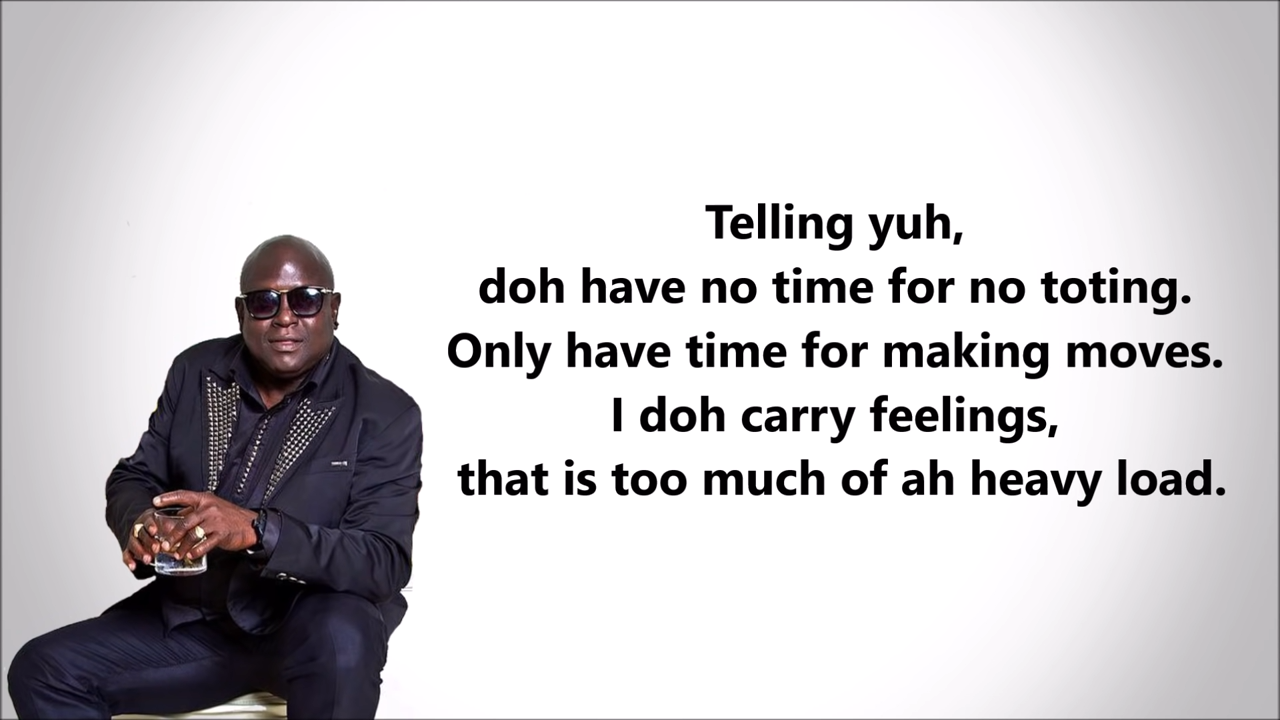 Telling yuh,
doh have no time for no toting.
Only have time for making moves.
I doh carry feelings,
that is too much of ah heavy load.